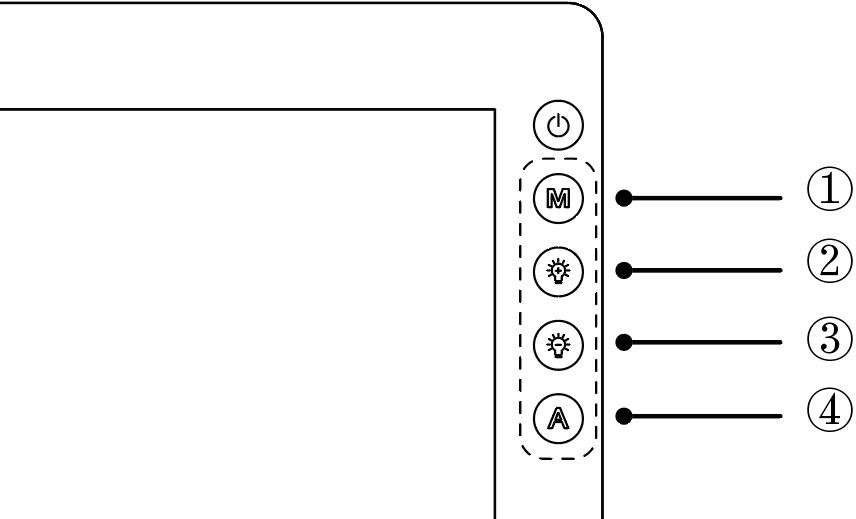 M ①
②
③
A ④